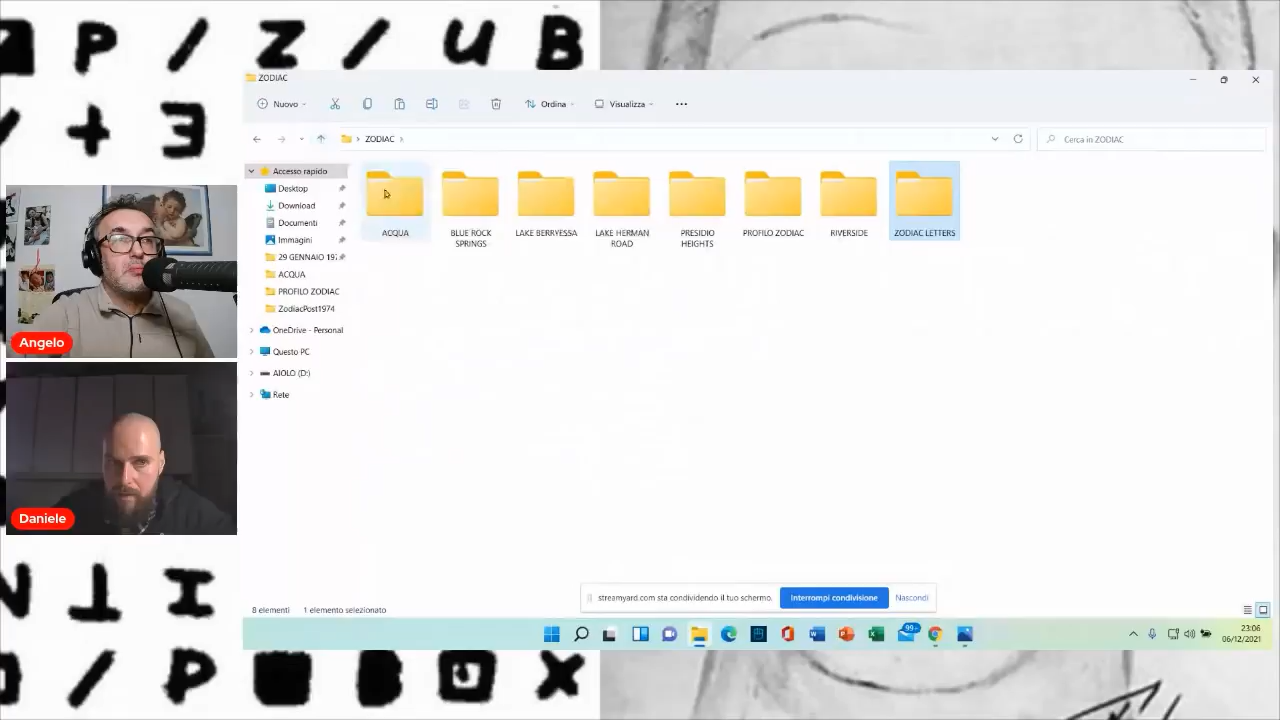 P / Z / U B
+ 3
ZODIAC
Nuovo
Ordina
Visualizza
ZODIAC
Cerca in ZODIAC
Accesso rapido
Desktop
Download
Documenti
Immagini
29 GENNAIO 197
ACQUA
PROFILO ZODIAC
ZodiacPost1974
OneDrive - Personal
Questo PC
AIOLO (D:)
Rete
ACQUA
BLUE ROCK
SPRINGS
LAKE BERRYESSA
LAKE HERMAN
ROAD
PRESIDIO
HEIGHTS
PROFILO ZODIAC
RIVERSIDE
ZODIAC LETTERS
Angelo
Daniele
streamyard.com sta condividendo il tuo schermo.
Interrompi condivisione
Nascondi
8 elementi
1 elemento selezionato
99+
23:06
06/12/2021
⊥ I
/ P
X